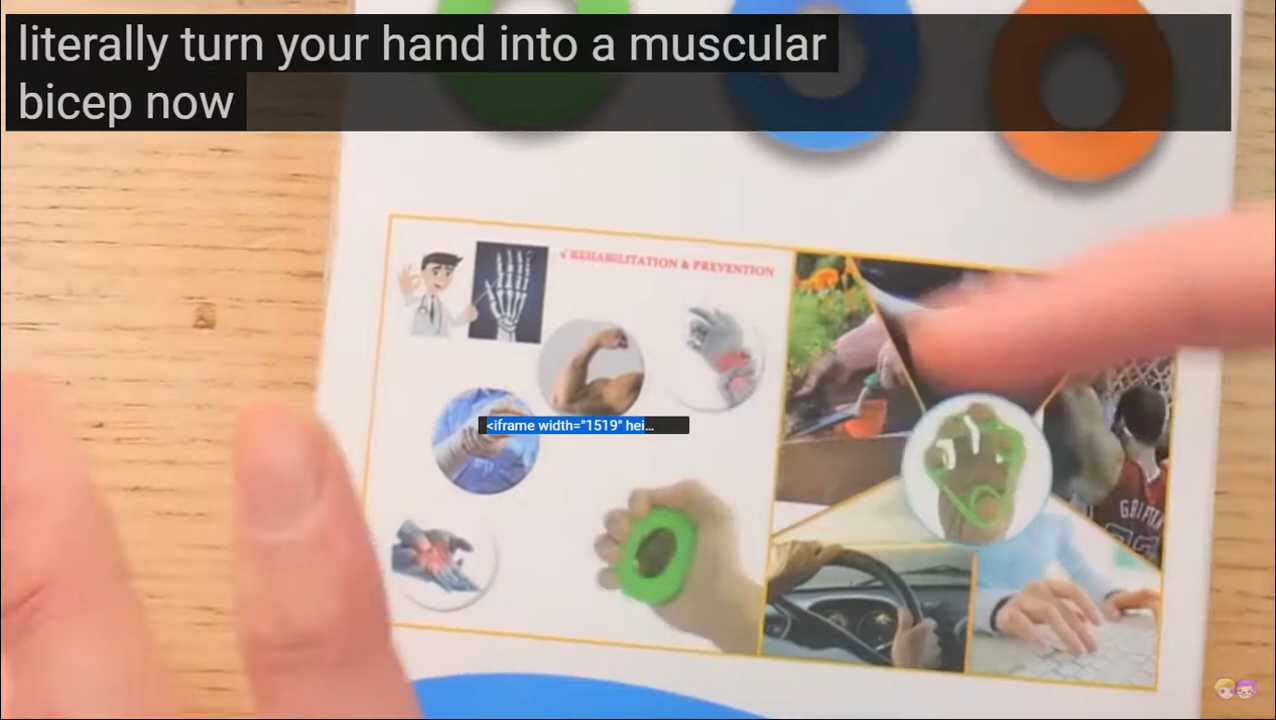 literally turn your hand into a muscular
bicep now
√ REHABILITATION & PREVENTION
<iframe width="1519" hei…